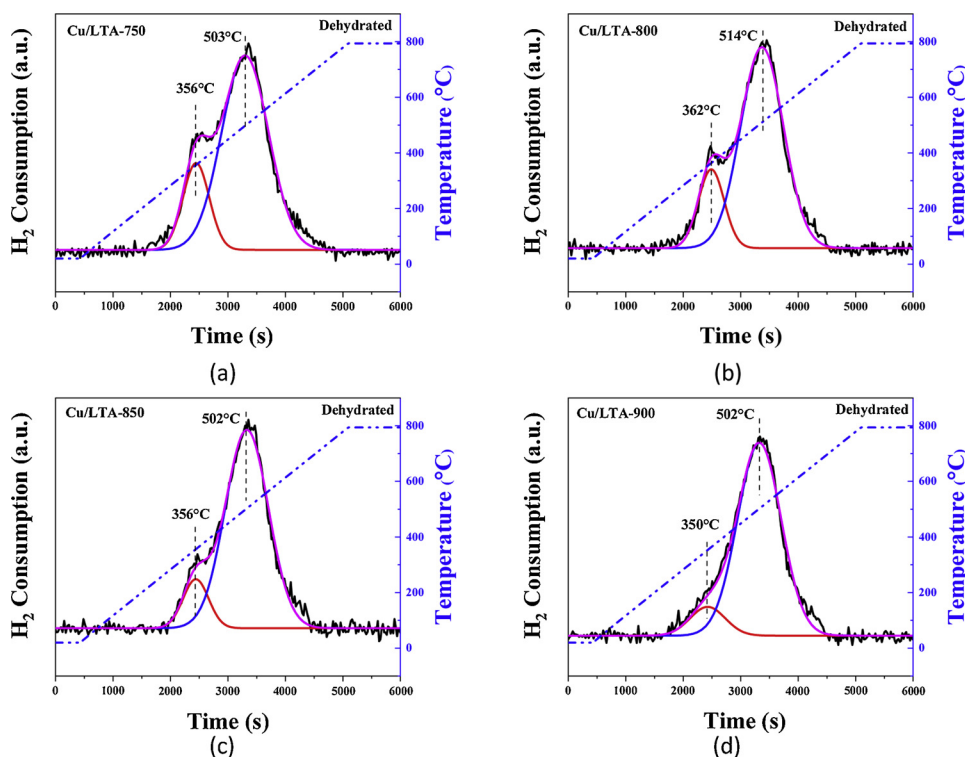 Cu/LTA-750
503°C
Dehydrated
356°C
H2 Consumption (a.u.)
800
600
400
200
0
Temperature (°C)
0 1000 2000 3000 4000 5000 6000
Time (s)
(a)
Cu/LTA-800
514°C
Dehydrated
362°C
H2 Consumption (a.u.)
800
600
400
200
0
Temperature (°C)
0 1000 2000 3000 4000 5000 6000
Time (s)
(b)
Cu/LTA-850
502°C
Dehydrated
356°C
H2 Consumption (a.u.)
800
600
400
200
0
Temperature (°C)
0 1000 2000 3000 4000 5000 6000
Time (s)
(c)
Cu/LTA-900
502°C
Dehydrated
350°C
H2 Consumption (a.u.)
800
600
400
200
0
Temperature (°C)
0 1000 2000 3000 4000 5000 6000
Time (s)
(d)